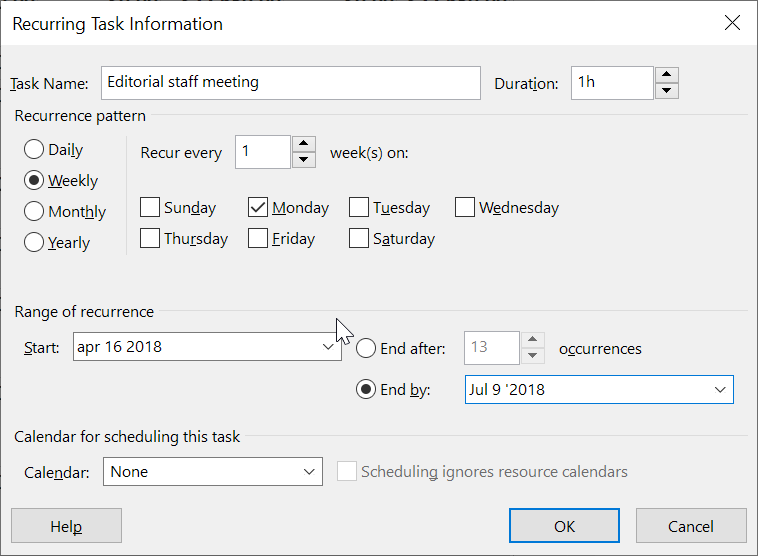 Recurring Task Information
Task Name: Editorial staff meeting Duration: 1h
Recurrence pattern
Daily Recur every 1 week(s) on:
Weekly
Monthly Sunday Monday Tuesday Wednesday
Yearly Thursday Friday Saturday
Range of recurrence
Start: apr 16 2018 End after: 13 occurrences
End by: Jul 9 '2018
Calendar for scheduling this task
Calendar: None Scheduling ignores resource calendars
Help OK Cancel